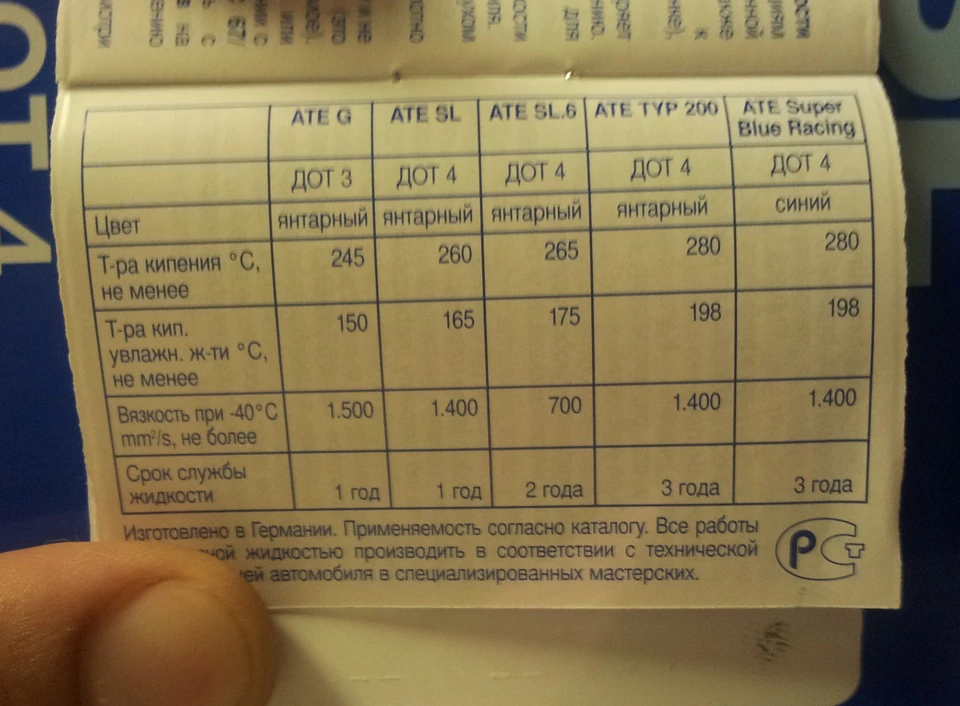 ATE G ATE SL ATE SL.6 ATE TYP 200 ATE Super Blue Racing
ДОТ 3 ДОТ 4 ДОТ 4 ДОТ 4 ДОТ 4
Цвет янтарный янтарный янтарный янтарный синий
Т-ра кипения °С, не менее 245 260 265 280 280
Т-ра кип. увлажн. ж-ти °С, не менее 150 165 175 198 198
Вязкость при -40°С mm²/s, не более 1.500 1.400 700 1.400 1.400
Срок службы жидкости 1 год 1 год 2 года 3 года 3 года
Изготовлено в Германии. Применяемость согласно каталогу. Все работы
жидкостью производить в соответствии с технической
автомобиля в специализированных мастерских.
РСТ
OT 4
SL